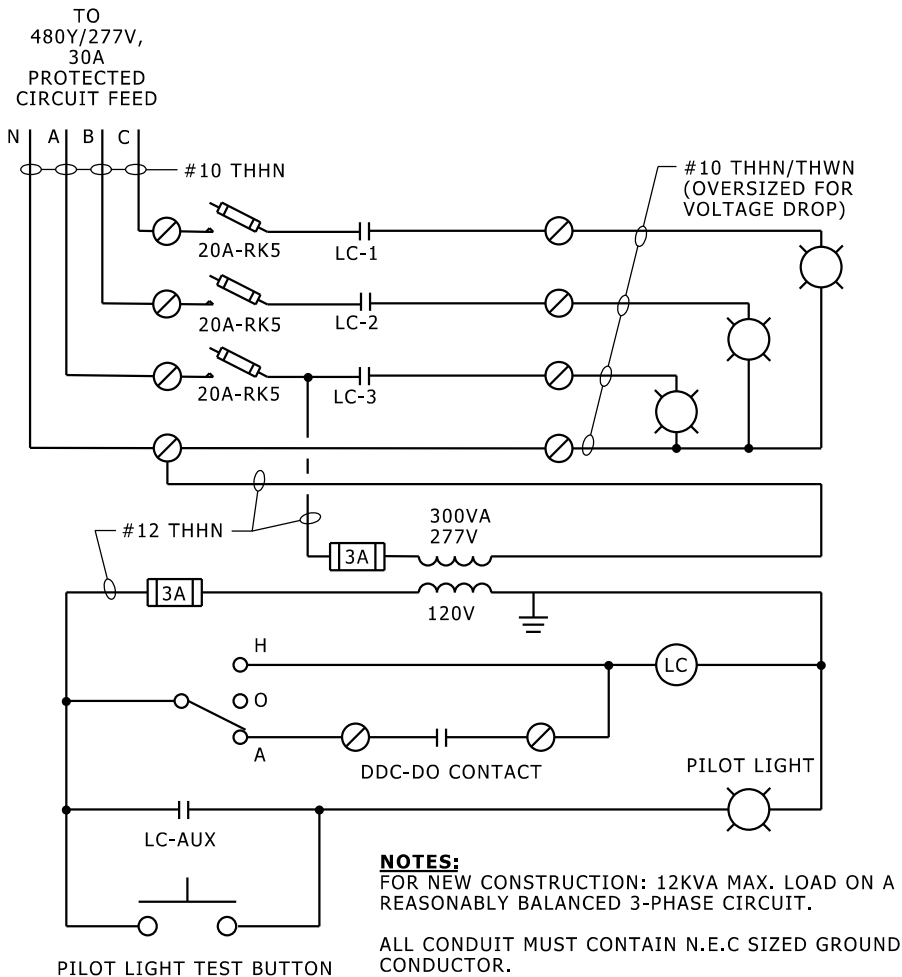 TO
480Y/277V,
30A
PROTECTED
CIRCUIT FEED
N A B C
#10 THHN
#10 THHN/THWN
(OVERSIZED FOR
VOLTAGE DROP)
20A-RK5
LC-1
20A-RK5
LC-2
20A-RK5
LC-3
#12 THHN
300VA
277V
3A
3A
120V
H
LC
O
A
DDC-DO CONTACT
PILOT LIGHT
LC-AUX
PILOT LIGHT TEST BUTTON
NOTES:
FOR NEW CONSTRUCTION: 12KVA MAX. LOAD ON A
REASONABLY BALANCED 3-PHASE CIRCUIT.
ALL CONDUIT MUST CONTAIN N.E.C SIZED GROUND
CONDUCTOR.